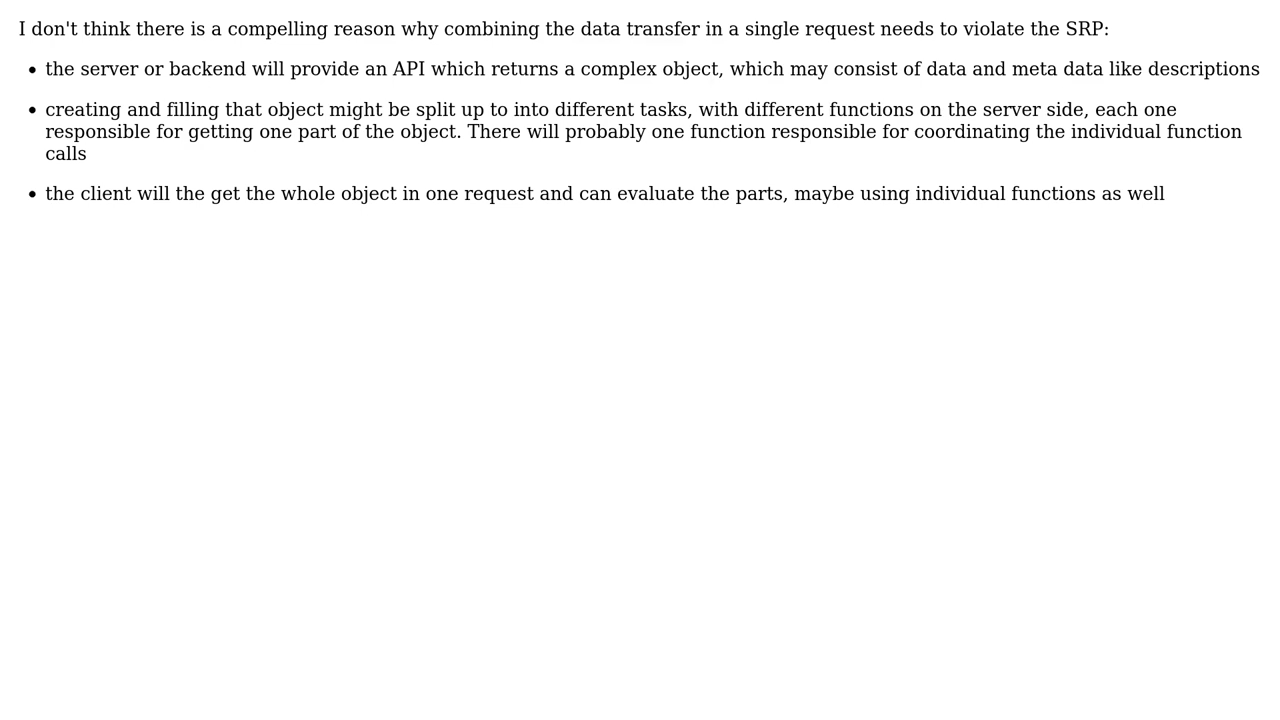 I don't think there is a compelling reason why combining the data transfer in a single request needs to violate the SRP:
• the server or backend will provide an API which returns a complex object, which may consist of data and meta data like descriptions
• creating and filling that object might be split up to into different tasks, with different functions on the server side, each one
responsible for getting one part of the object. There will probably one function responsible for coordinating the individual function
calls
• the client will the get the whole object in one request and can evaluate the parts, maybe using individual functions as well